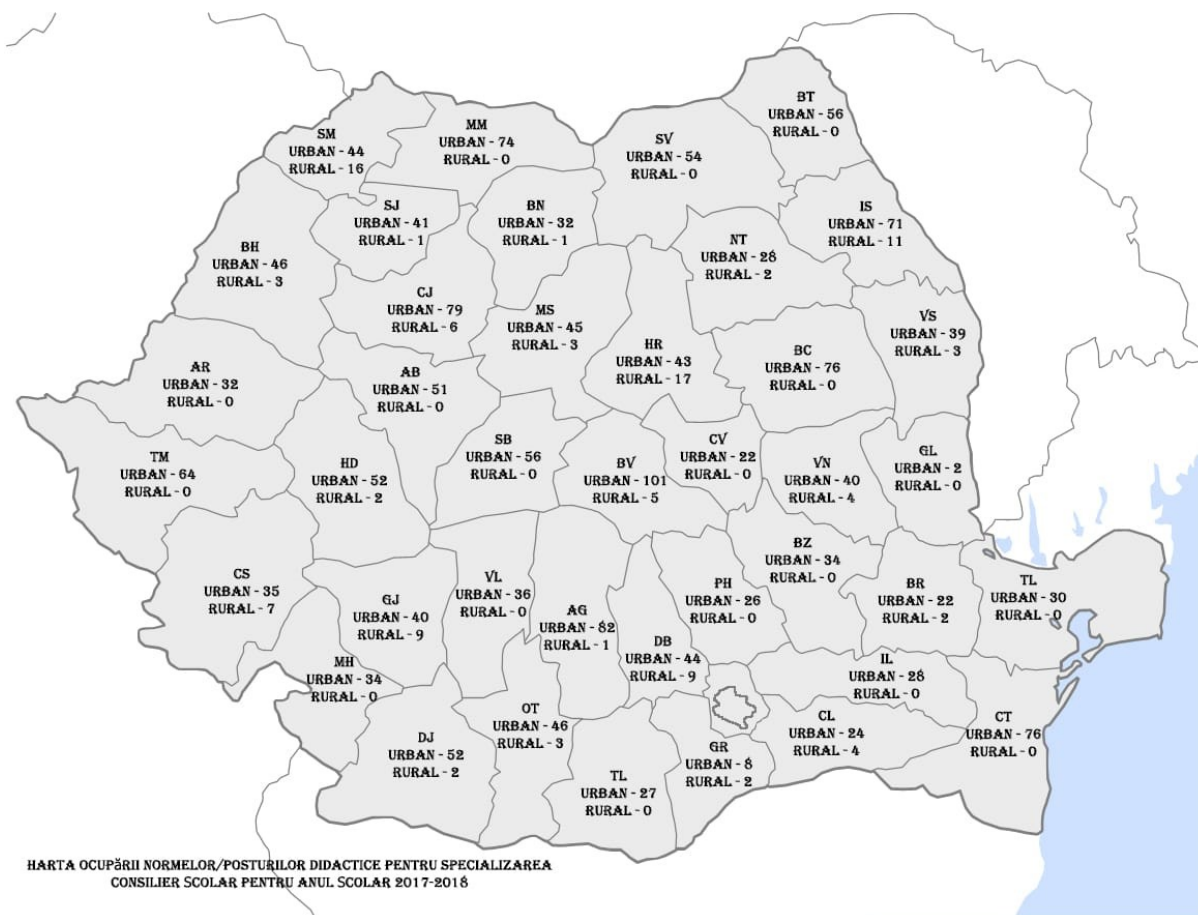 BT
URBAN - 56
RURAL - 0
SM
URBAN - 44
RURAL - 16
MM
URBAN - 74
RURAL - 0
SV
URBAN - 54
RURAL - 0
SJ
URBAN - 41
RURAL - 1
BN
URBAN - 32
RURAL - 1
IS
URBAN - 71
RURAL - 11
BH
URBAN - 46
RURAL - 3
NT
URBAN - 28
RURAL - 2
CJ
URBAN - 79
RURAL - 6
MS
URBAN - 45
RURAL - 3
VS
URBAN - 39
RURAL - 3
HR
URBAN - 43
RURAL - 17
BC
URBAN - 76
RURAL - 0
AR
URBAN - 32
RURAL - 0
AB
URBAN - 51
RURAL - 0
TM
URBAN - 64
RURAL - 0
HD
URBAN - 52
RURAL - 2
SB
URBAN - 56
RURAL - 0
BV
URBAN - 101
RURAL - 5
CV
URBAN - 22
RURAL - 0
VN
URBAN - 40
RURAL - 4
GL
URBAN - 2
RURAL - 0
CS
URBAN - 35
RURAL - 7
GJ
URBAN - 40
RURAL - 9
VL
URBAN - 36
RURAL - 0
AG
URBAN - 82
RURAL - 1
PH
URBAN - 26
RURAL - 0
BZ
URBAN - 34
RURAL - 0
BR
URBAN - 22
RURAL - 2
TL
URBAN - 30
RURAL - 0
MH
URBAN - 34
RURAL - 0
DB
URBAN - 44
RURAL - 9
IL
URBAN - 28
RURAL - 0
DJ
URBAN - 52
RURAL - 2
OT
URBAN - 46
RURAL - 3
TL
URBAN - 27
RURAL - 0
GR
URBAN - 8
RURAL - 2
CL
URBAN - 24
RURAL - 4
CT
URBAN - 76
RURAL - 0
HARTA OCUPĂRII NORMELOR/POSTURILOR DIDACTICE PENTRU SPECIALIZAREA
CONSILIER SCOLAR PENTRU ANUL SCOLAR 2017-2018